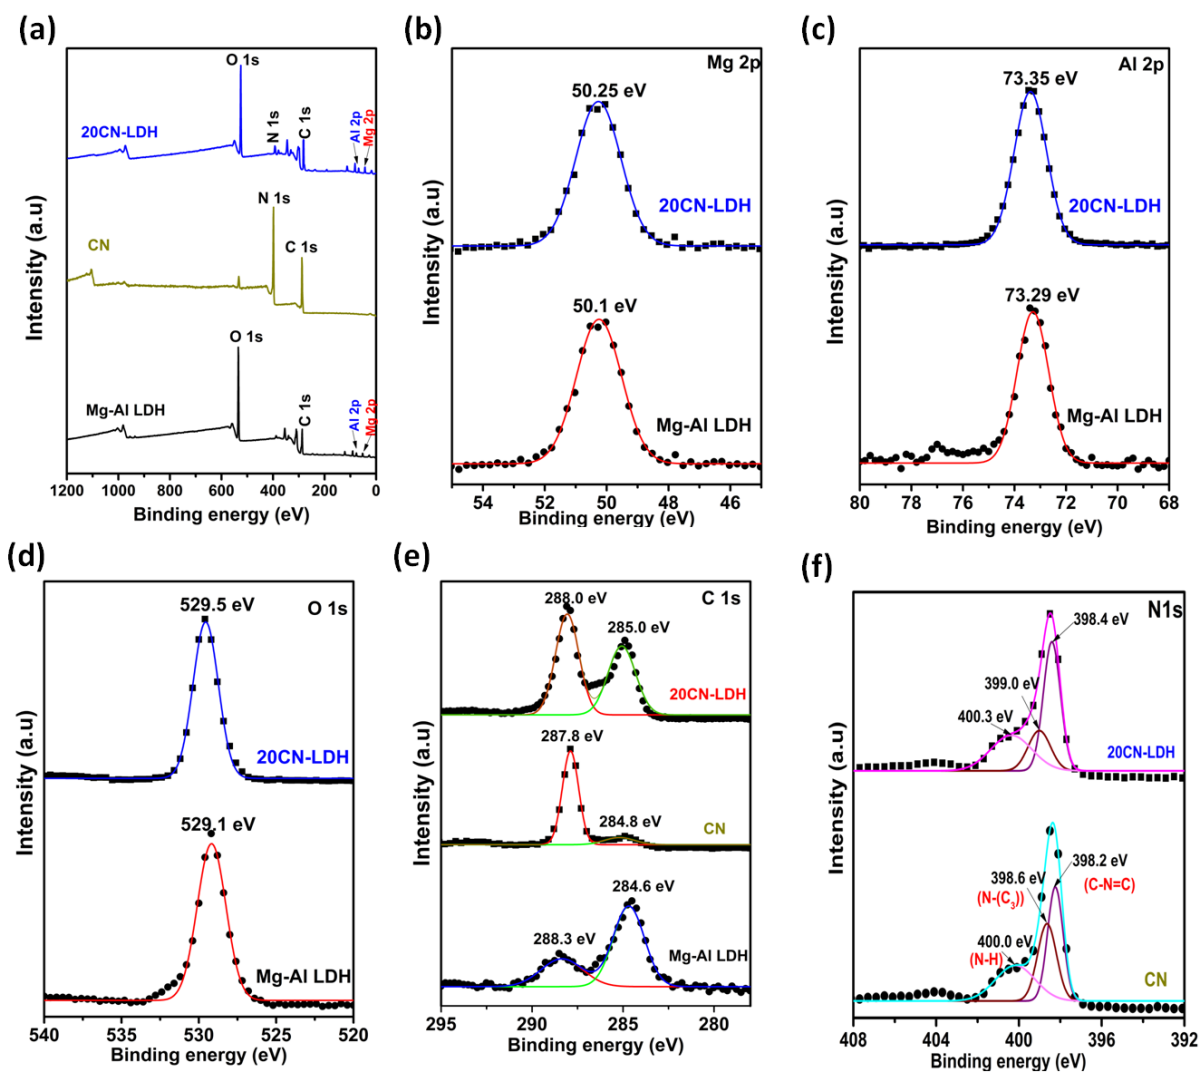 (a)
O 1s
20CN-LDH
N 1s
C 1s
Al 2p
Mg 2p
N 1s
CN
C 1s
O 1s
Mg-Al LDH
C 1s
Al 2p
Mg 2p
Intensity (a.u)
1200 1000 800 600 400 200 0
Binding energy (eV)
(b)
Mg 2p
50.25 eV
20CN-LDH
50.1 eV
Mg-Al LDH
Intensity (a.u)
54 52 50 48 46
Binding energy (eV)
(c)
Al 2p
73.35 eV
20CN-LDH
73.29 eV
Mg-Al LDH
Intensity (a.u)
80 78 76 74 72 70 68
Binding energy (eV)
(d)
O 1s
529.5 eV
20CN-LDH
529.1 eV
Mg-Al LDH
Intensity (a.u)
540 535 530 525 520
Binding energy (eV)
(e)
C 1s
288.0 eV
285.0 eV
20CN-LDH
287.8 eV
284.8 eV
CN
284.6 eV
288.3 eV
Mg-Al LDH
Intensity (a.u)
295 290 285 280
Binding energy (eV)
(f)
N1s
398.4 eV
399.0 eV
400.3 eV
20CN-LDH
398.2 eV
(C-N=C)
398.6 eV
(N-(C₃))
400.0 eV
(N-H)
CN
Intensity (a.u)
408 404 400 396 392
Binding energy (eV)